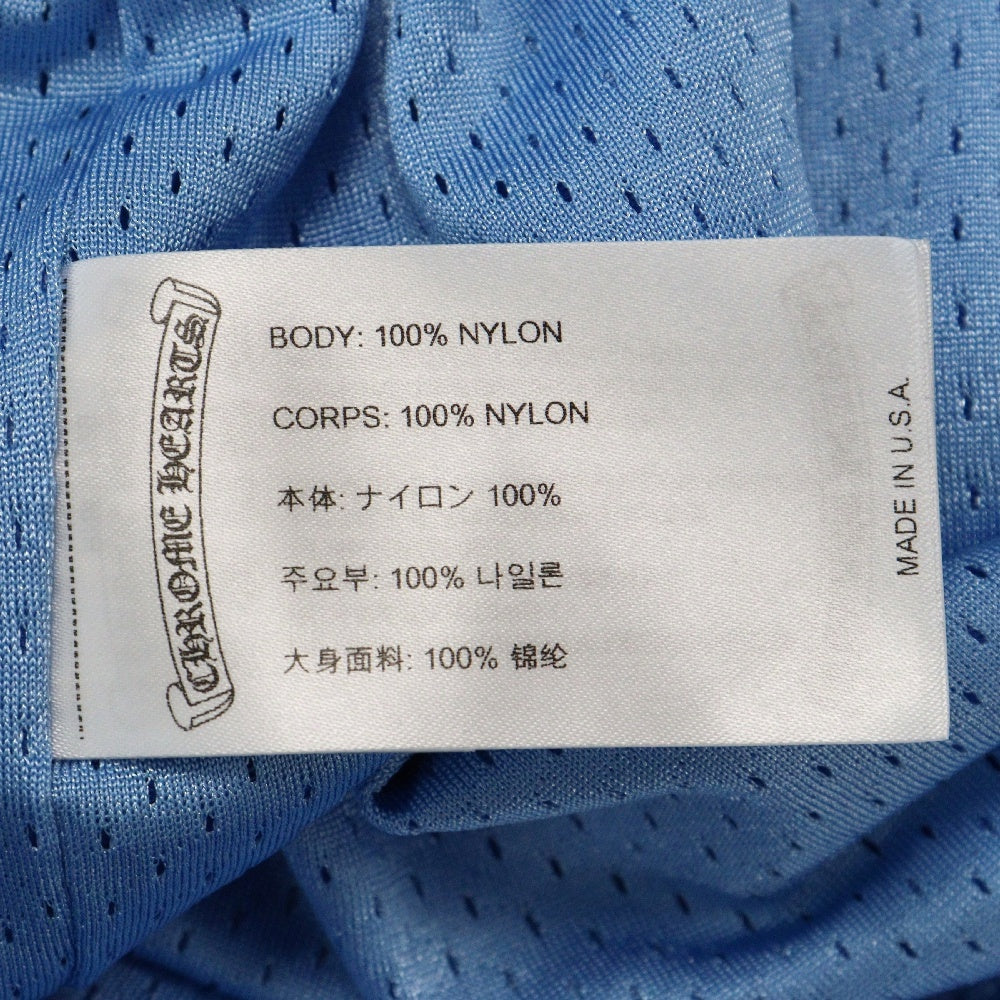 CHROME HEARTS
BODY: 100% NYLON
CORPS: 100% NYLON
本体: ナイロン 100%
주요부: 100% 나일론
大身面料: 100% 锦纶
MADE IN U.S.A.